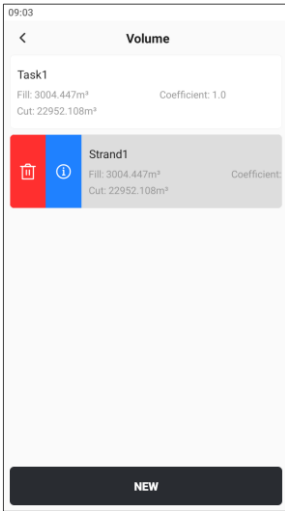 09:03
Volume
Task1
Fill: 3004.447m³ Coefficient: 1.0
Cut: 22952.108m³
Strand1
Fill: 3004.447m³ Coefficient:
Cut: 22952.108m³
NEW